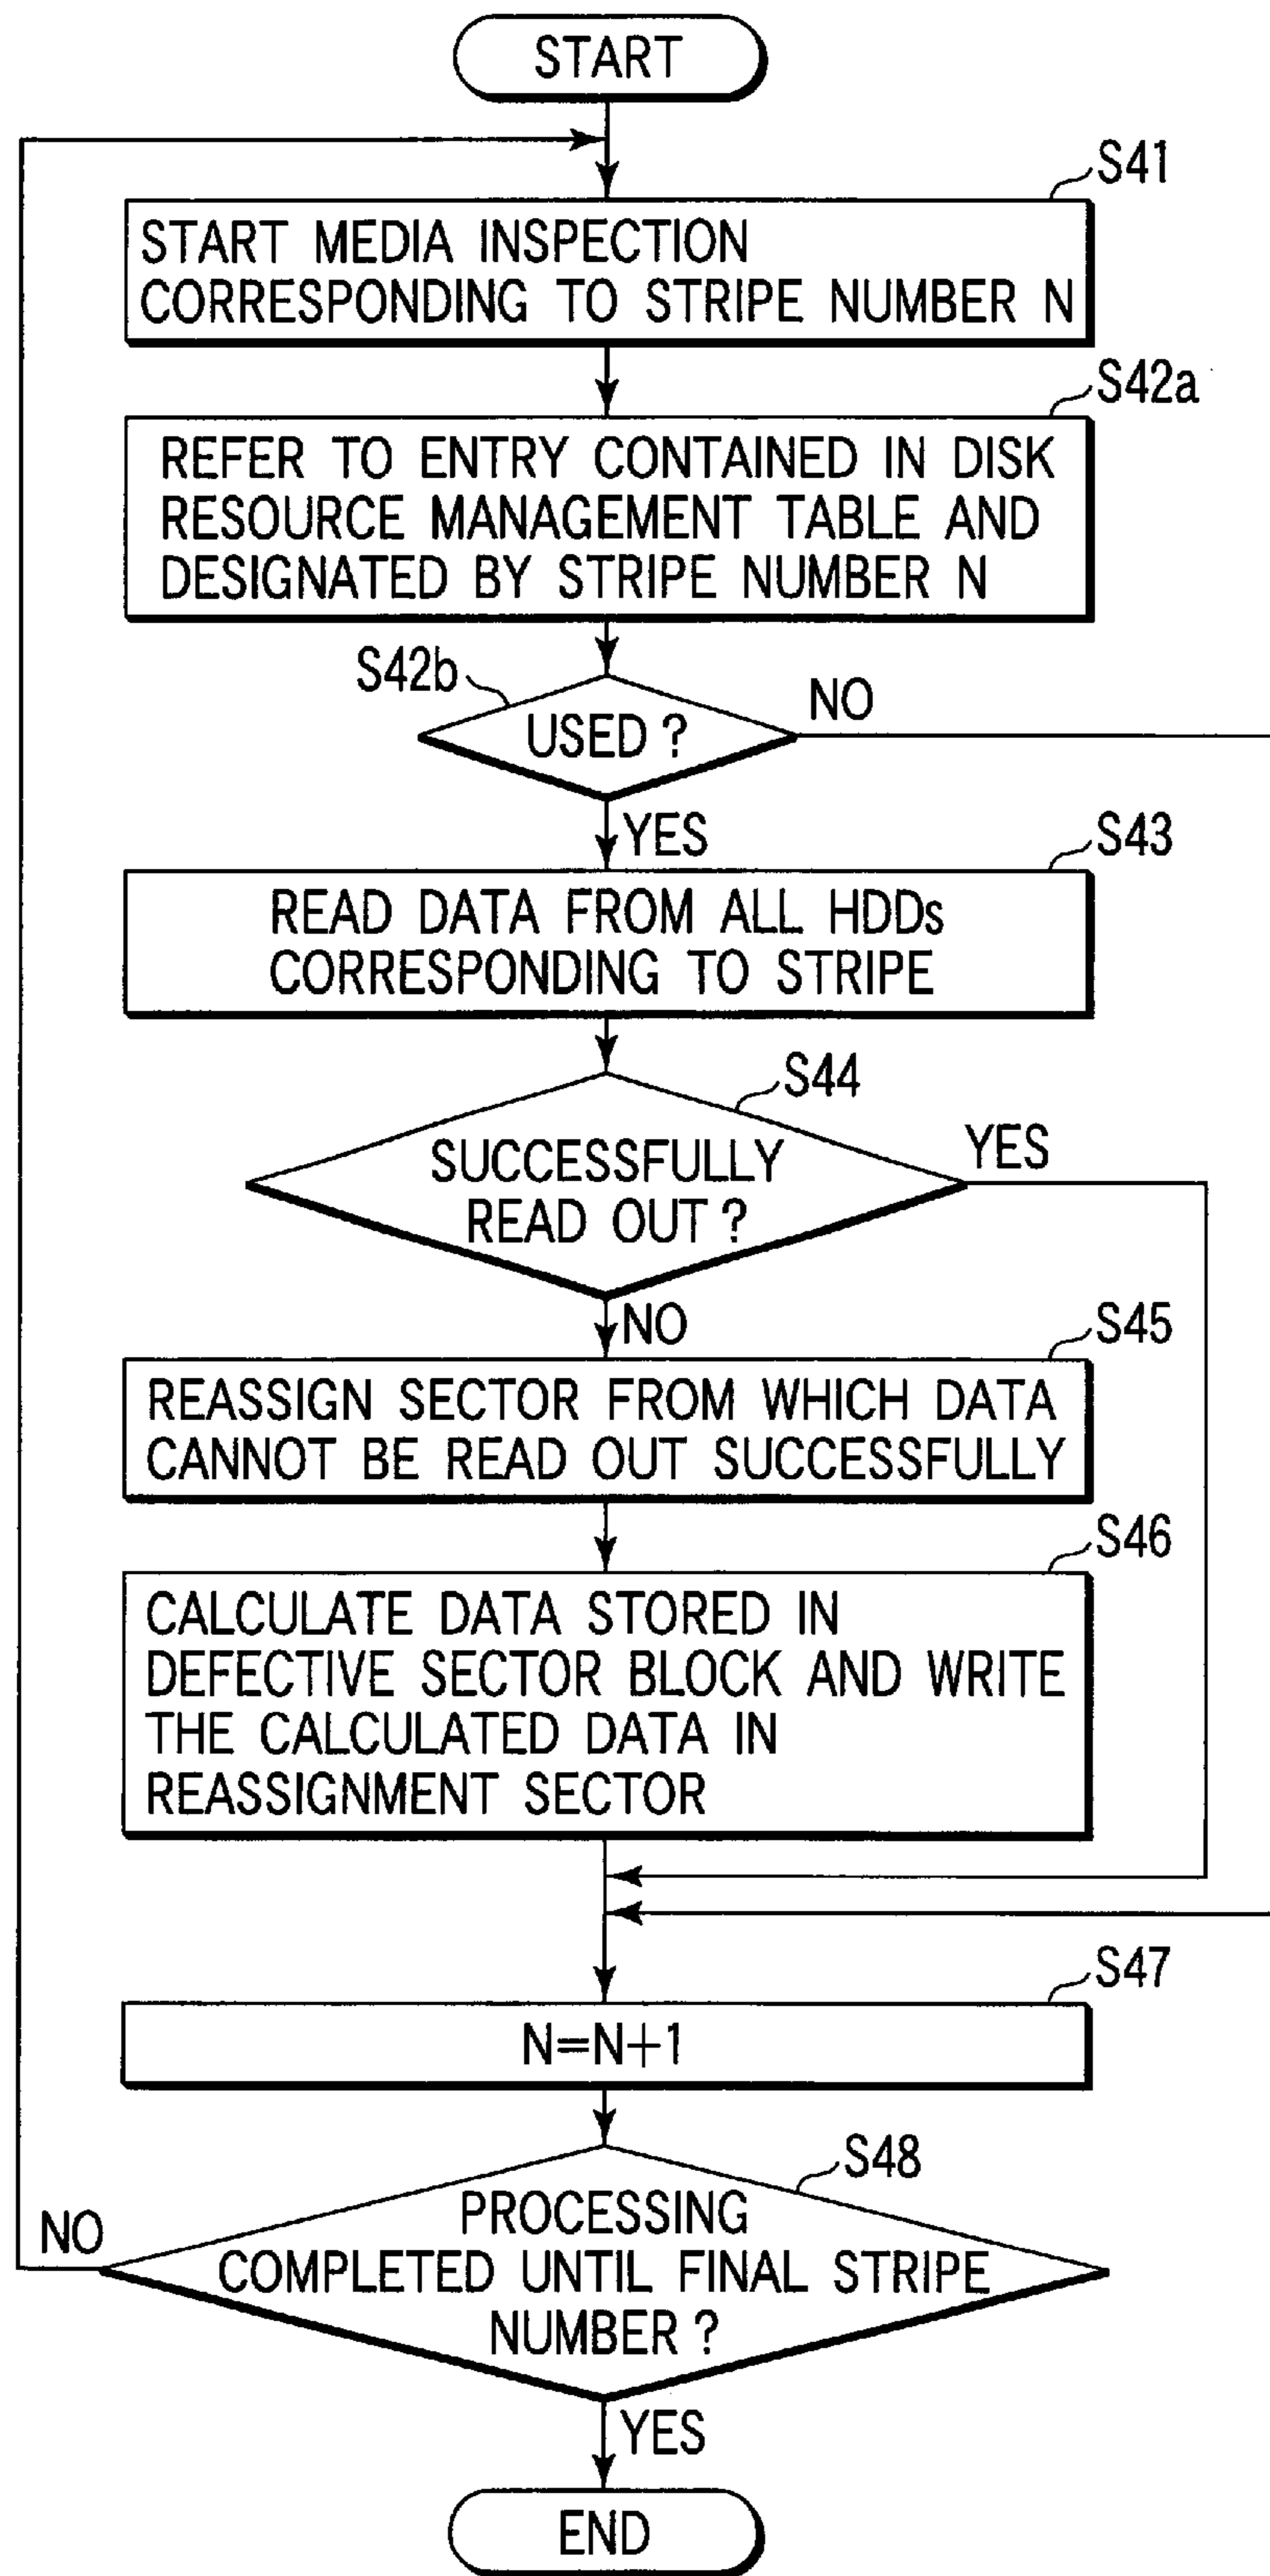 START
S41
START MEDIA INSPECTION
CORRESPONDING TO STRIPE NUMBER N
S42a
REFER TO ENTRY CONTAINED IN DISK
RESOURCE MANAGEMENT TABLE AND
DESIGNATED BY STRIPE NUMBER N
S42b
NO
USED ?
YES
S43
READ DATA FROM ALL HDDs
CORRESPONDING TO STRIPE
S44
YES
SUCCESSFULLY
READ OUT ?
NO
S45
REASSIGN SECTOR FROM WHICH DATA
CANNOT BE READ OUT SUCCESSFULLY
S46
CALCULATE DATA STORED IN
DEFECTIVE SECTOR BLOCK AND WRITE
THE CALCULATED DATA IN
REASSIGNMENT SECTOR
S47
N=N+1
S48
NO
PROCESSING
COMPLETED UNTIL FINAL STRIPE
NUMBER ?
YES
END